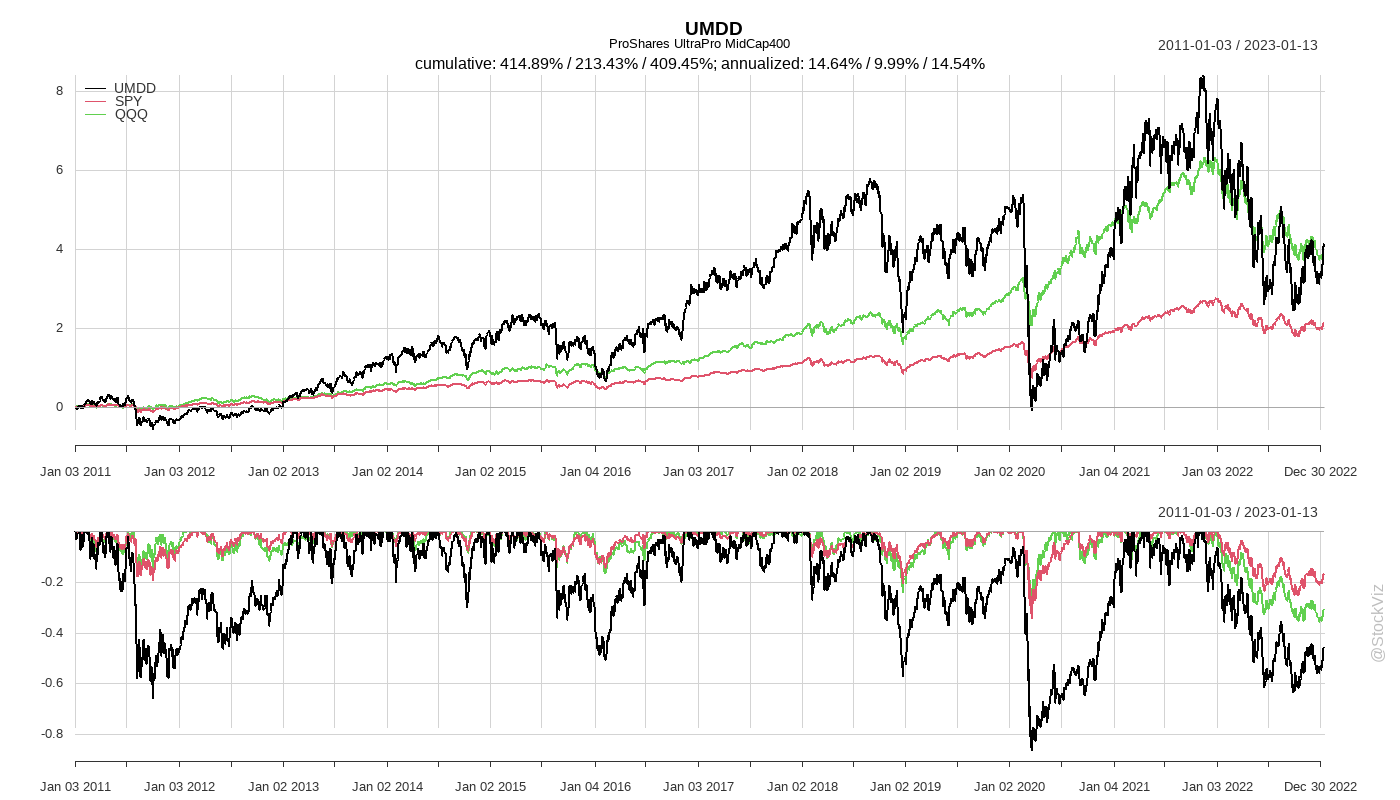 UMDD
ProShares UltraPro MidCap400
2011-01-03 / 2023-01-13
cumulative: 414.89% / 213.43% / 409.45%; annualized: 14.64% / 9.99% / 14.54%
UMDD
SPY
QQQ
8
6
4
2
0
Jan 03 2011 Jan 03 2012 Jan 02 2013 Jan 02 2014 Jan 02 2015 Jan 04 2016 Jan 03 2017 Jan 02 2018 Jan 02 2019 Jan 02 2020 Jan 04 2021 Jan 03 2022 Dec 30 2022
2011-01-03 / 2023-01-13
-0.2
-0.4
-0.6
-0.8
Jan 03 2011 Jan 03 2012 Jan 02 2013 Jan 02 2014 Jan 02 2015 Jan 04 2016 Jan 03 2017 Jan 02 2018 Jan 02 2019 Jan 02 2020 Jan 04 2021 Jan 03 2022 Dec 30 2022
@StockViz